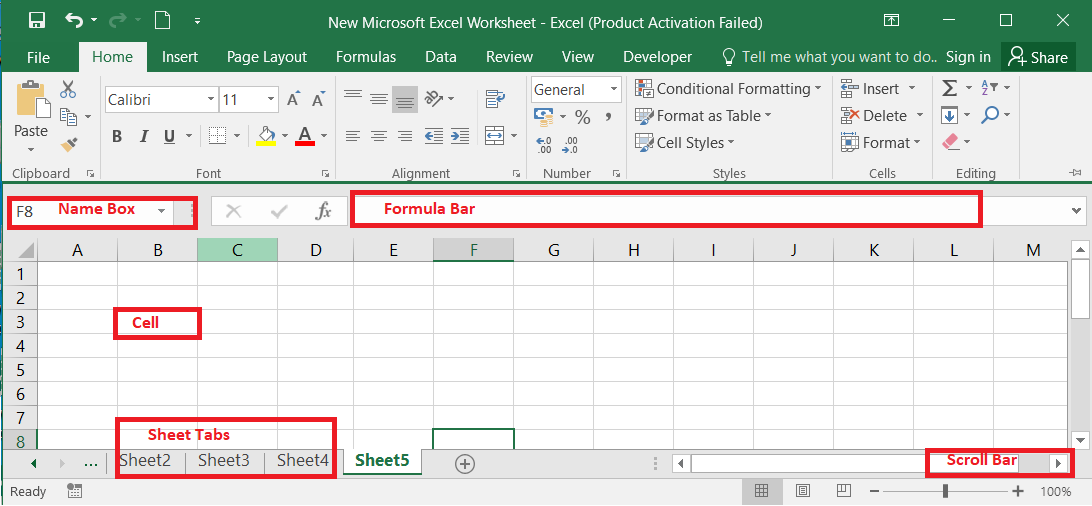 New Microsoft Excel Worksheet - Excel (Product Activation Failed)
File Home Insert Page Layout Formulas Data Review View Developer Tell me what you want to do.. Sign in Share
Paste
Calibri 11
B I U A
General
% ,
Conditional Formatting
Format as Table
Cell Styles
Insert
Delete
Format
Clipboard Font Alignment Number Styles Cells Editing
F8 Name Box fx Formula Bar
A B C D E F G H I J K L M
1
2
3 Cell
4
5
6
7
8
Sheet Tabs
... Sheet2 Sheet3 Sheet4 Sheet5 Scroll Bar
Ready 100%